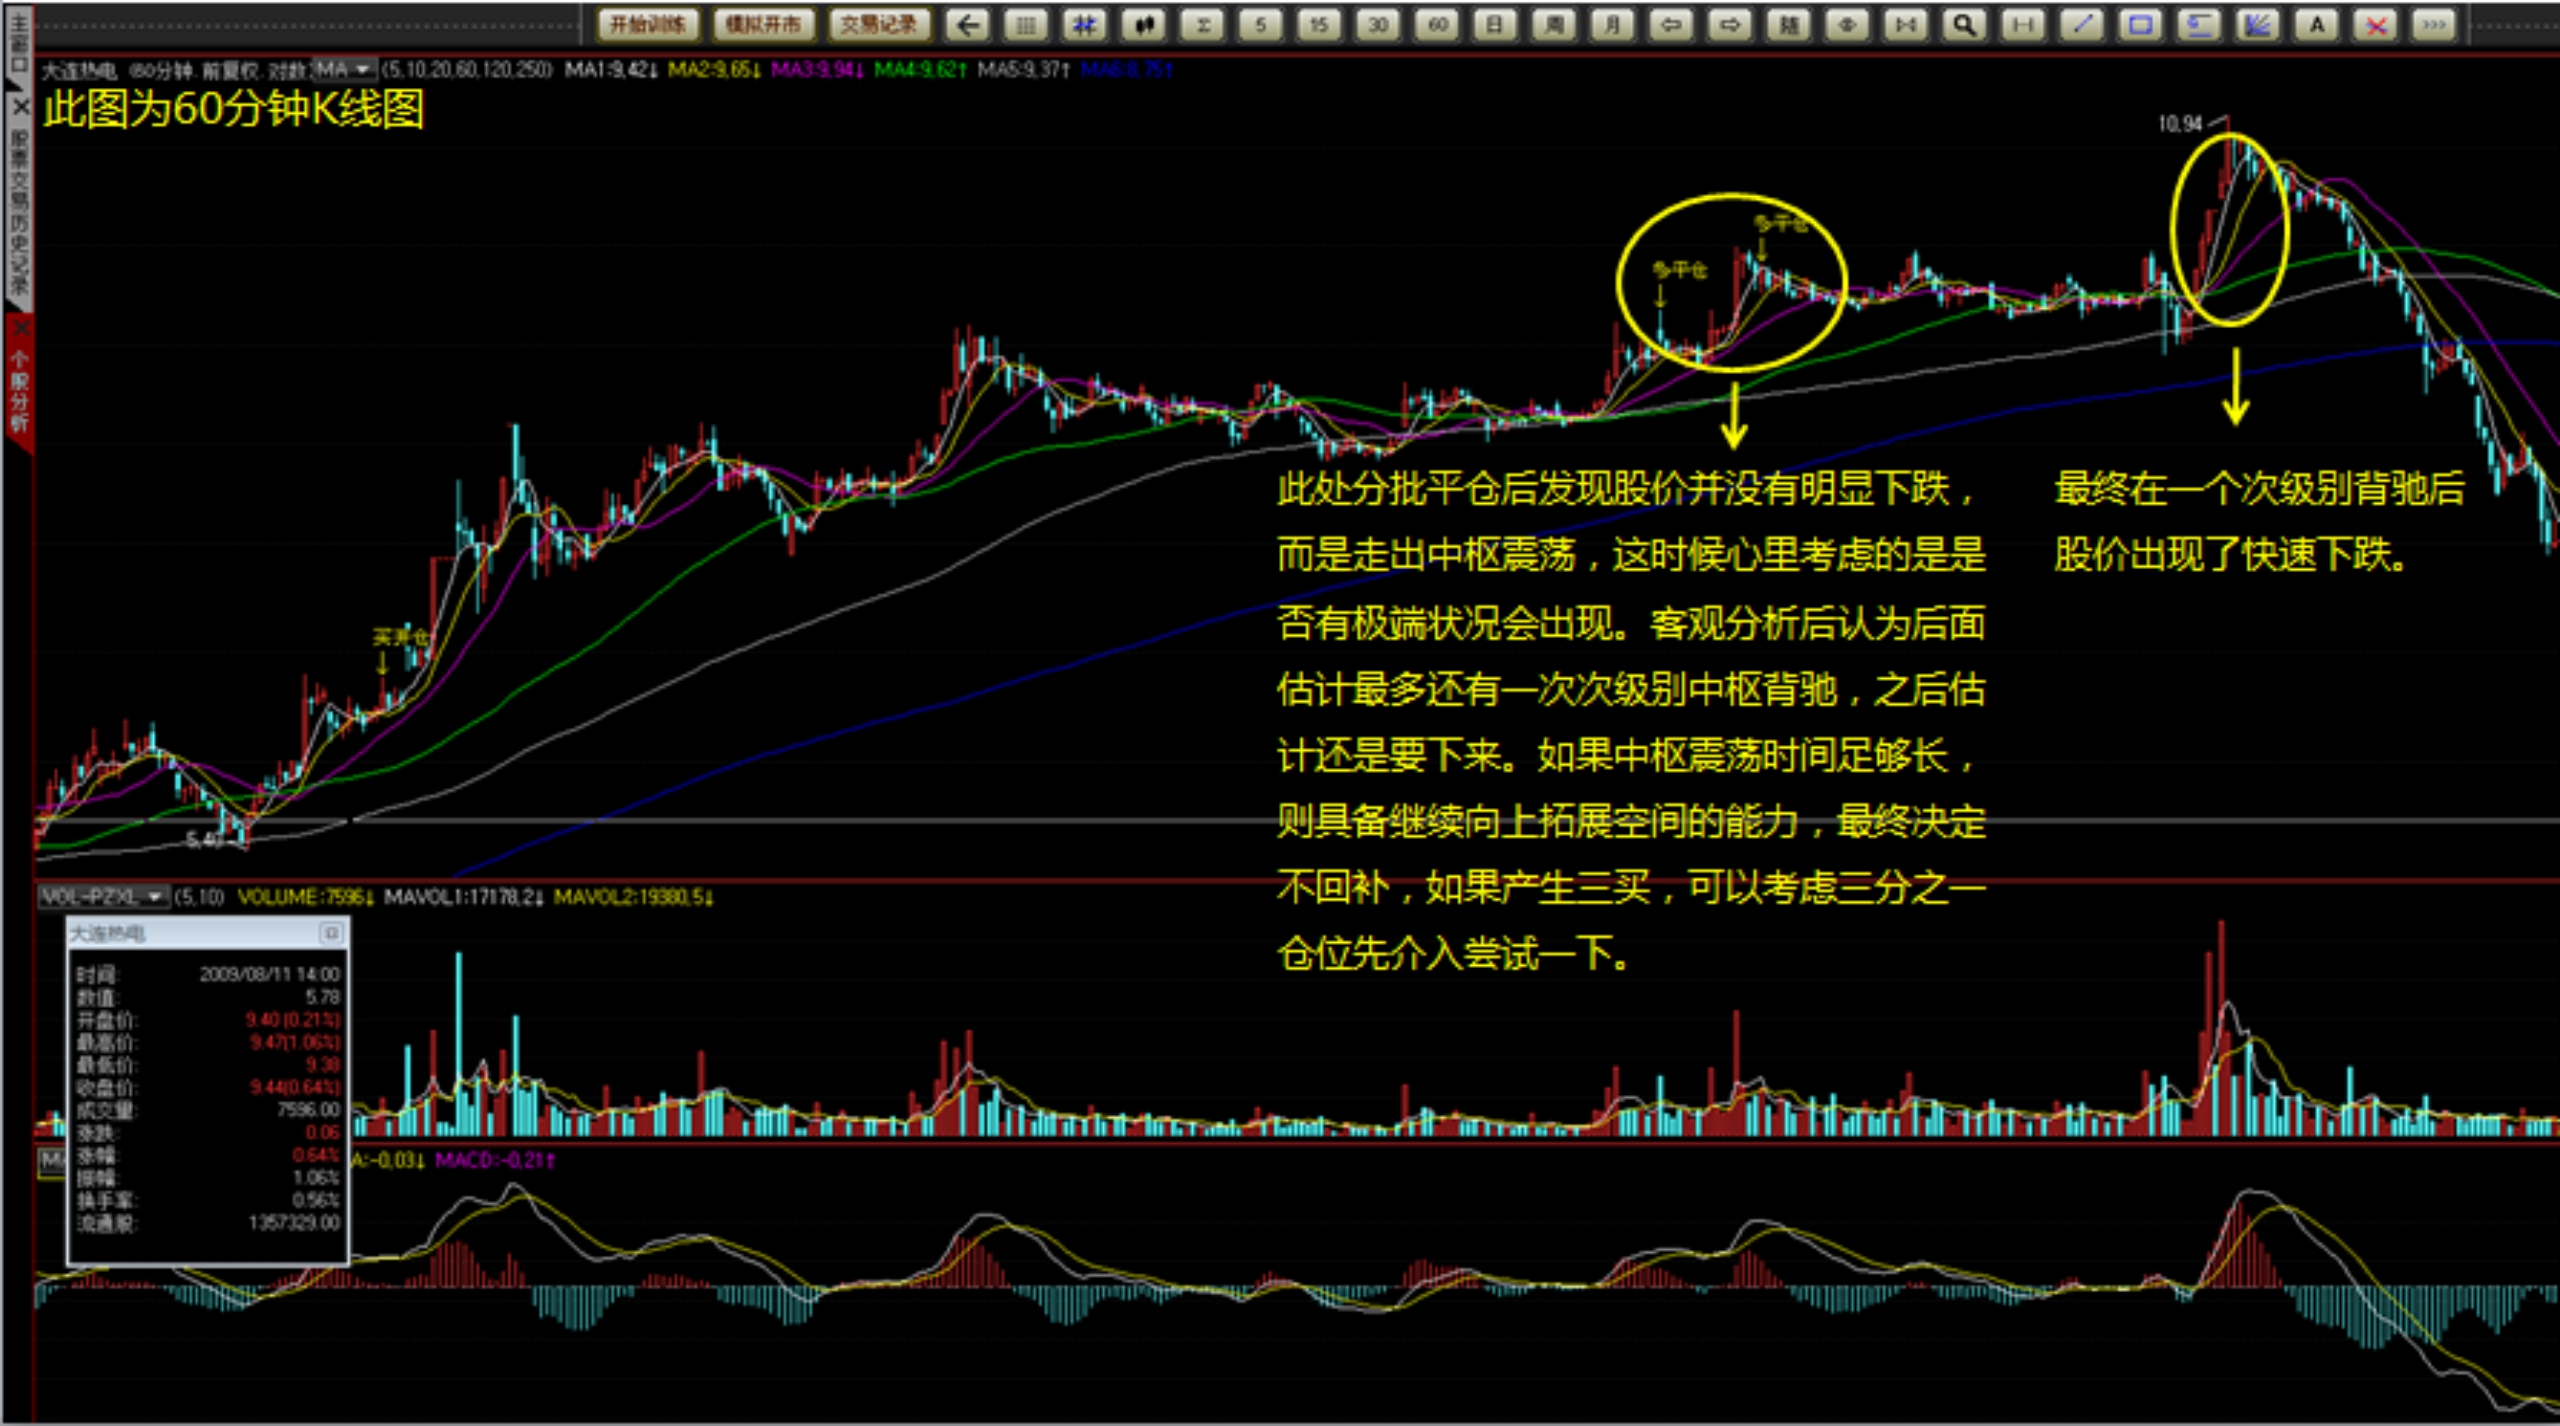 开始训练 模拟开市 交易记录 Σ 5 15 30 60 日 周 月 随 A >>>
主窗口
股票交易历史记录
个股分析
大连热电 (60分钟. 前复权. 对数) MA (5,10,20,60,120,250) MA1:9,42↓ MA2:9,65↓ MA3:9,94↓ MA4:9,62↑ MA5:9,37↑ MA6:8,75↑
此图为60分钟K线图
10,94
多平仓
多平仓
买开仓
5,40
此处分批平仓后发现股价并没有明显下跌，
而是走出中枢震荡，这时候心里考虑的是是
否有极端状况会出现。客观分析后认为后面
估计最多还有一次次级别中枢背驰，之后估
计还是要下来。如果中枢震荡时间足够长，
则具备继续向上拓展空间的能力，最终决定
不回补，如果产生三买，可以考虑三分之一
仓位先介入尝试一下。
最终在一个次级别背驰后
股价出现了快速下跌。
VOL-PZXL (5,10) VOLUME:7596↓ MAVOL1:17178,2↓ MAVOL2:19380,5↓
大连热电
时间: 2009/08/11 14:00
数值: 5.78
开盘价: 9.40 (0.21%)
最高价: 9.47(1.06%)
最低价: 9.38
收盘价: 9.44(0.64%)
成交量: 7596.00
涨跌: 0.06
涨幅: 0.64%
振幅: 1.06%
换手率: 0.56%
流通股: 1357329.00
A:-0,03↓ MACD:-0,21↑